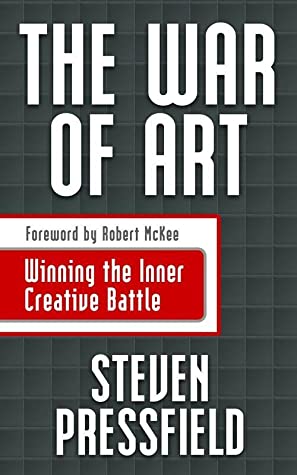 THE WAR
OF ART
Foreword by Robert McKee
Winning the Inner
Creative Battle
STEVEN
PRESSFIELD